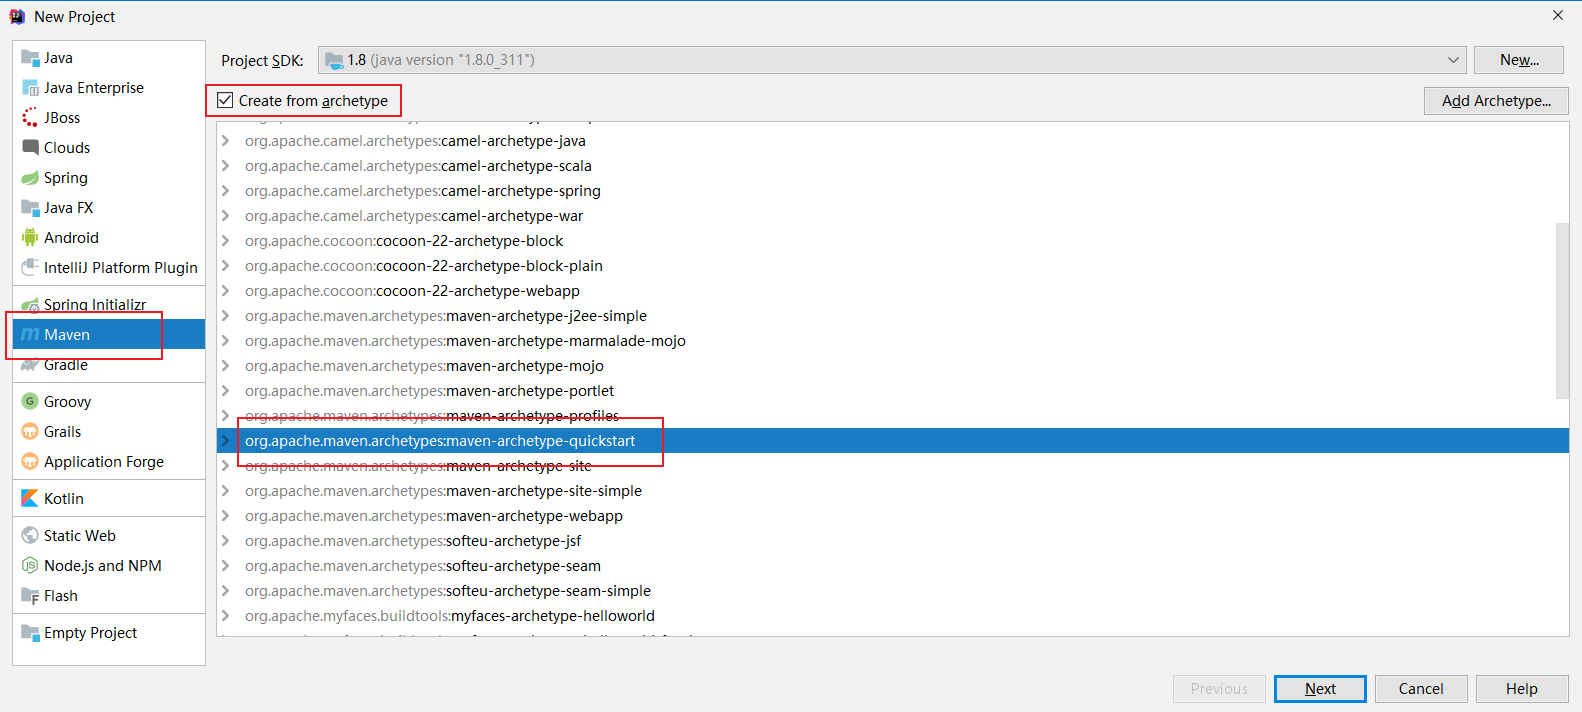 New Project
Java
Java Enterprise
JBoss
Clouds
Spring
Java FX
Android
IntelliJ Platform Plugin
Spring Initializr
Maven
Gradle
Groovy
Grails
Application Forge
Kotlin
Static Web
Node.js and NPM
Flash
Empty Project
Project SDK: 1.8 (java version "1.8.0_311") New...
Create from archetype Add Archetype...
org.apache.camel.archetypes:camel-archetype-java
org.apache.camel.archetypes:camel-archetype-scala
org.apache.camel.archetypes:camel-archetype-spring
org.apache.camel.archetypes:camel-archetype-war
org.apache.cocoon:cocoon-22-archetype-block
org.apache.cocoon:cocoon-22-archetype-block-plain
org.apache.cocoon:cocoon-22-archetype-webapp
org.apache.maven.archetypes:maven-archetype-j2ee-simple
org.apache.maven.archetypes:maven-archetype-marmalade-mojo
org.apache.maven.archetypes:maven-archetype-mojo
org.apache.maven.archetypes:maven-archetype-portlet
org.apache.maven.archetypes:maven-archetype-profiles
org.apache.maven.archetypes:maven-archetype-quickstart
org.apache.maven.archetypes:maven-archetype-site
org.apache.maven.archetypes:maven-archetype-site-simple
org.apache.maven.archetypes:maven-archetype-webapp
org.apache.maven.archetypes:softeu-archetype-jsf
org.apache.maven.archetypes:softeu-archetype-seam
org.apache.maven.archetypes:softeu-archetype-seam-simple
org.apache.myfaces.buildtools:myfaces-archetype-helloworld
Previous Next Cancel Help